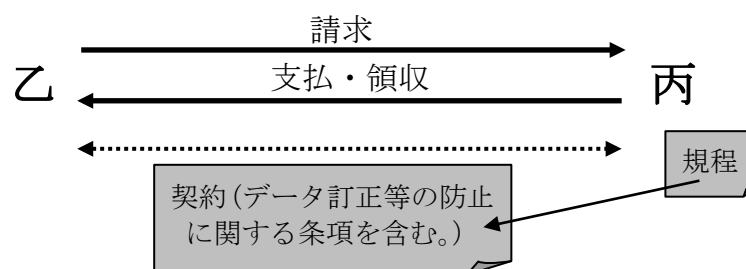 請求
乙
支払・領収
丙
規程
契約(データ訂正等の防止
に関する条項を含む。)